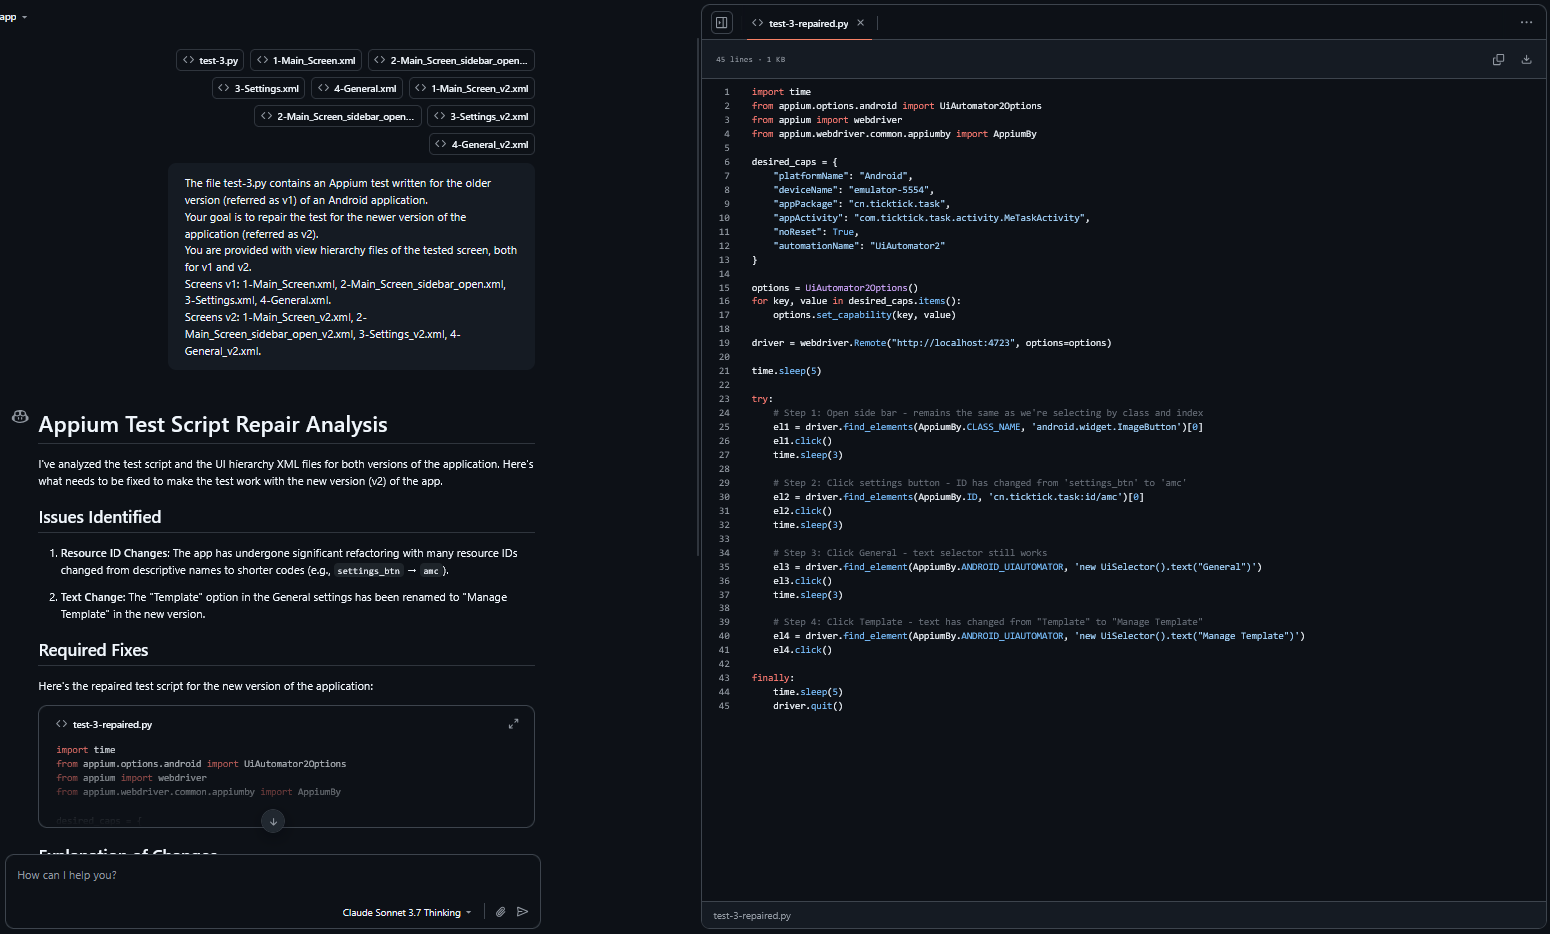 app
test-3.py
1-Main_Screen.xml
2-Main_Screen_sidebar_open...
3-Settings.xml
4-General.xml
1-Main_Screen_v2.xml
2-Main_Screen_sidebar_open...
3-Settings_v2.xml
4-General_v2.xml
The file test-3.py contains an Appium test written for the older
version (referred as v1) of an Android application.
Your goal is to repair the test for the newer version of the
application (referred as v2).
You are provided with view hierarchy files of the tested screen, both
for v1 and v2.
Screens v1: 1-Main_Screen.xml, 2-Main_Screen_sidebar_open.xml,
3-Settings.xml, 4-General.xml.
Screens v2: 1-Main_Screen_v2.xml, 2-
Main_Screen_sidebar_open_v2.xml, 3-Settings_v2.xml, 4-
General_v2.xml.
Appium Test Script Repair Analysis
I've analyzed the test script and the UI hierarchy XML files for both versions of the application. Here's
what needs to be fixed to make the test work with the new version (v2) of the app.
Issues Identified
1. Resource ID Changes: The app has undergone significant refactoring with many resource IDs
changed from descriptive names to shorter codes (e.g., settings_btn → amc ).
2. Text Change: The "Template" option in the General settings has been renamed to "Manage
Template" in the new version.
Required Fixes
Here's the repaired test script for the new version of the application:
test-3-repaired.py
import time
from appium.options.android import UiAutomator2Options
from appium import webdriver
from appium.webdriver.common.appiumby import AppiumBy
desired_caps = {
Explanation of Changes
How can I help you?
Claude Sonnet 3.7 Thinking
test-3-repaired.py
45 lines · 1 KB
1 import time
2 from appium.options.android import UiAutomator2Options
3 from appium import webdriver
4 from appium.webdriver.common.appiumby import AppiumBy
5
6 desired_caps = {
7     "platformName": "Android",
8     "deviceName": "emulator-5554",
9     "appPackage": "cn.ticktick.task",
10     "appActivity": "com.ticktick.task.activity.MeTaskActivity",
11     "noReset": True,
12     "automationName": "UiAutomator2"
13 }
14
15 options = UiAutomator2Options()
16 for key, value in desired_caps.items():
17     options.set_capability(key, value)
18
19 driver = webdriver.Remote("http://localhost:4723", options=options)
20
21 time.sleep(5)
22
23 try:
24     # Step 1: Open side bar - remains the same as we're selecting by class and index
25     el1 = driver.find_elements(AppiumBy.CLASS_NAME, 'android.widget.ImageButton')[0]
26     el1.click()
27     time.sleep(3)
28
29     # Step 2: Click settings button - ID has changed from 'settings_btn' to 'amc'
30     el2 = driver.find_elements(AppiumBy.ID, 'cn.ticktick.task:id/amc')[0]
31     el2.click()
32     time.sleep(3)
33
34     # Step 3: Click General - text selector still works
35     el3 = driver.find_element(AppiumBy.ANDROID_UIAUTOMATOR, 'new UiSelector().text("General")')
36     el3.click()
37     time.sleep(3)
38
39     # Step 4: Click Template - text has changed from "Template" to "Manage Template"
40     el4 = driver.find_element(AppiumBy.ANDROID_UIAUTOMATOR, 'new UiSelector().text("Manage Template")')
41     el4.click()
42
43 finally:
44     time.sleep(5)
45     driver.quit()
test-3-repaired.py